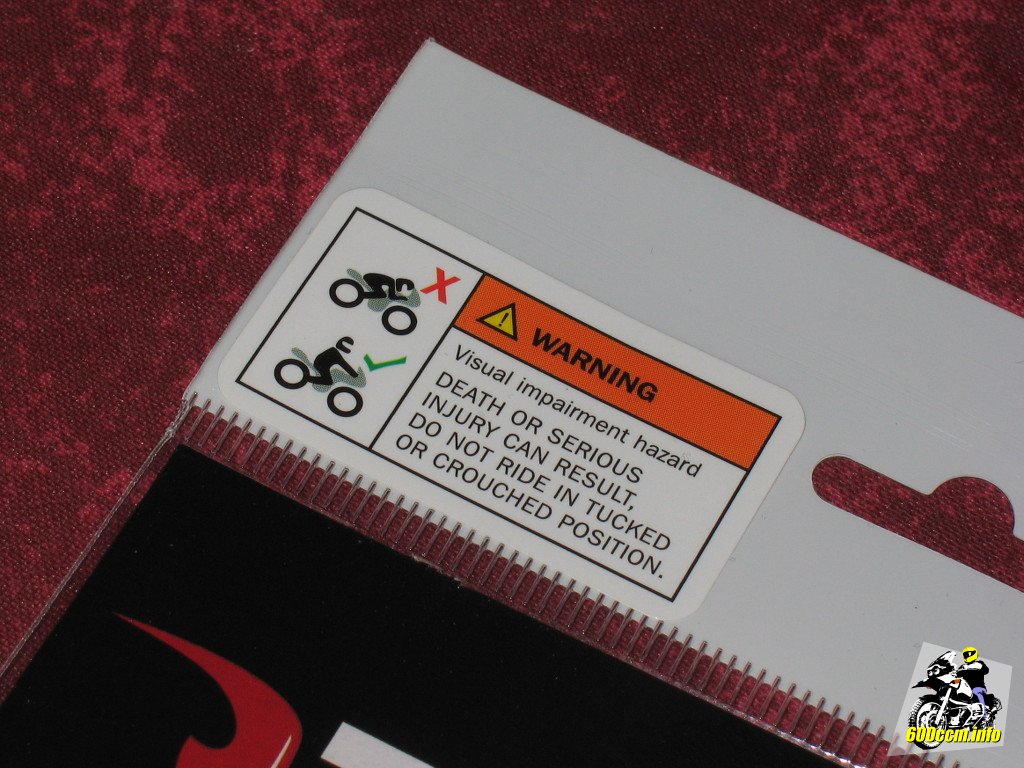 WARNING
Visual impairment hazard
DEATH OR SERIOUS
INJURY CAN RESULT,
DO NOT RIDE IN TUCKED
OR CROUCHED POSITION.
600ccm.info